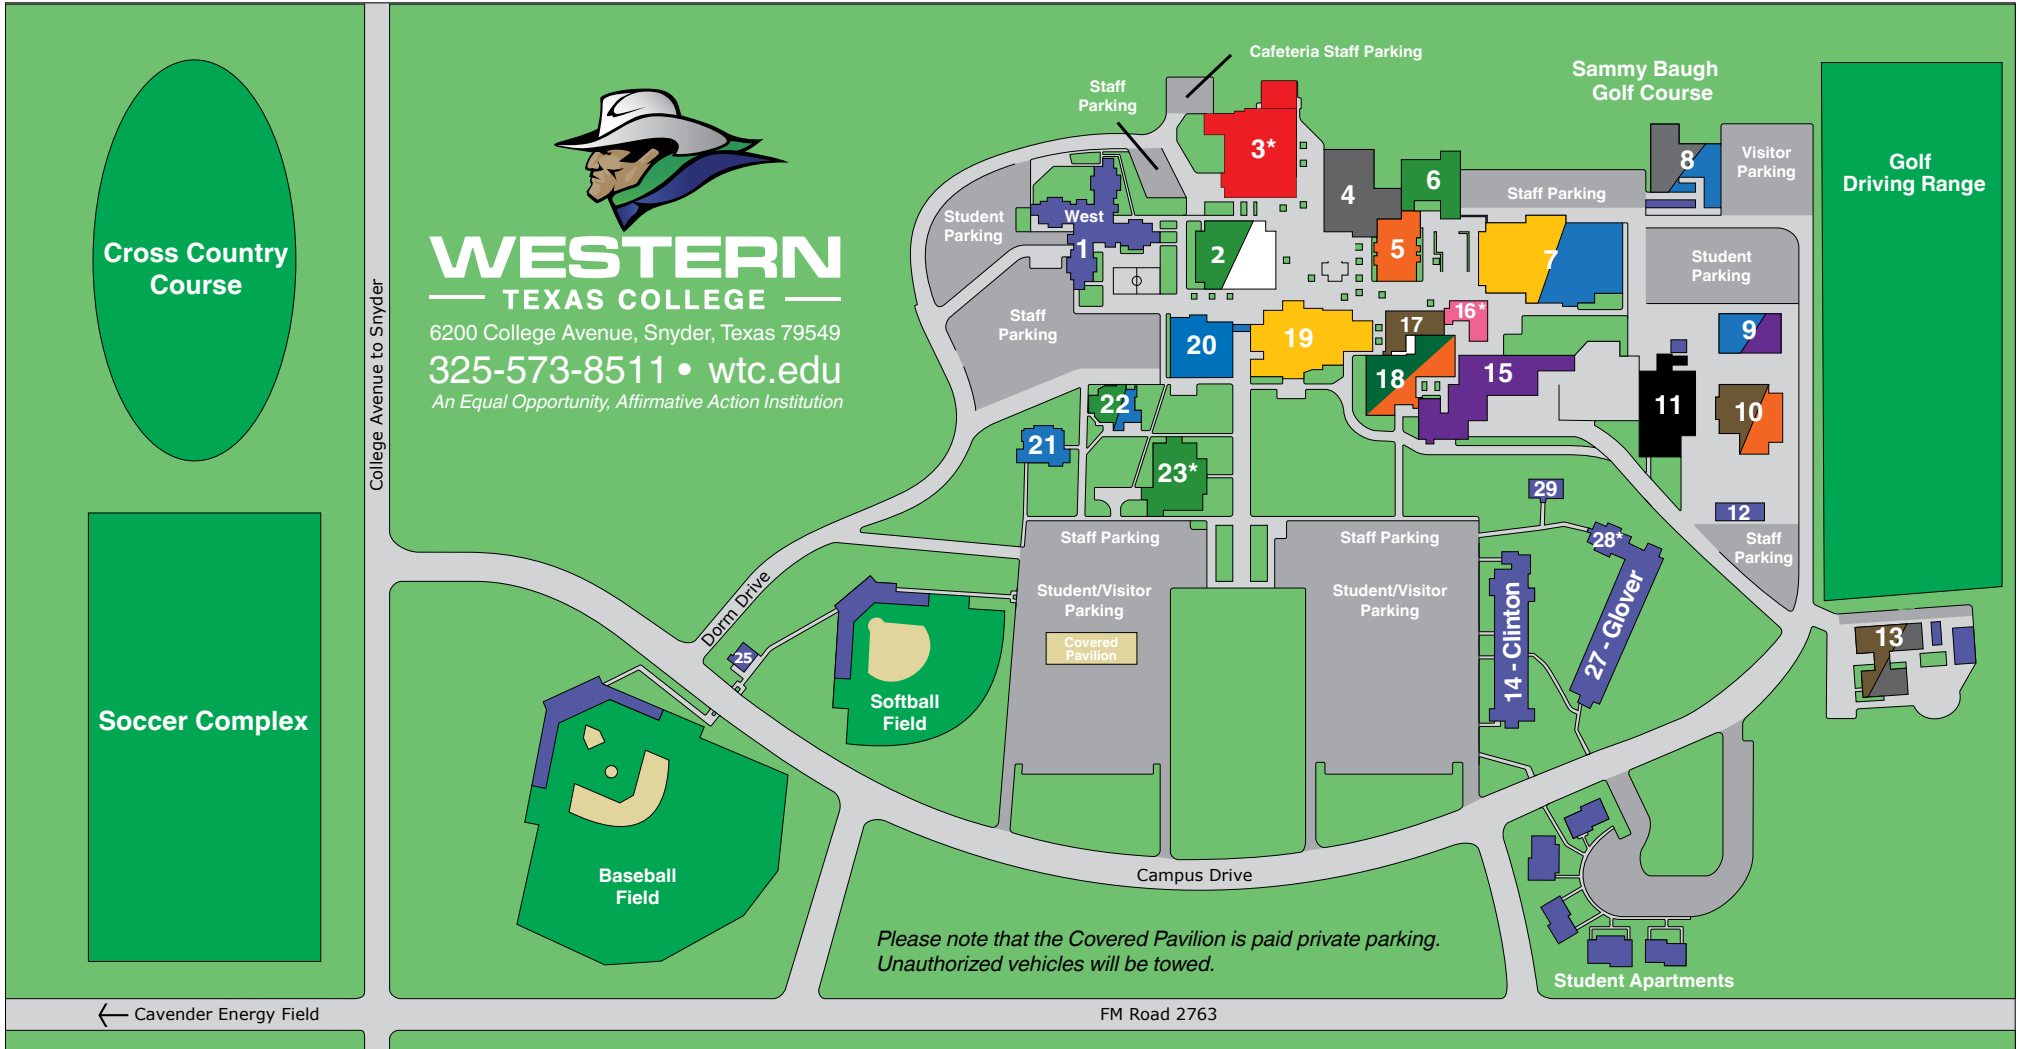 Cafeteria Staff Parking
Staff
Parking
Sammy Baugh
Golf Course
3*
4
6
8
Visitor
Parking
Golf
Driving Range
Staff Parking
Student
Parking
West
1
2
5
7
Student
Parking
Cross Country
Course
WESTERN
TEXAS COLLEGE
6200 College Avenue, Snyder, Texas 79549
325-573-8511 • wtc.edu
An Equal Opportunity, Affirmative Action Institution
College Avenue to Snyder
Staff
Parking
20
19
17
16*
9
18
15
11
10
22
21
23*
29
12
28*
Staff
Parking
Staff Parking
Staff Parking
Student/Visitor
Parking
Student/Visitor
Parking
Covered
Pavilion
Dorm Drive
25
14 - Clinton
27 - Glover
13
Softball
Field
Soccer Complex
Baseball
Field
Campus Drive
Please note that the Covered Pavilion is paid private parking.
Unauthorized vehicles will be towed.
Student Apartments
← Cavender Energy Field
FM Road 2763